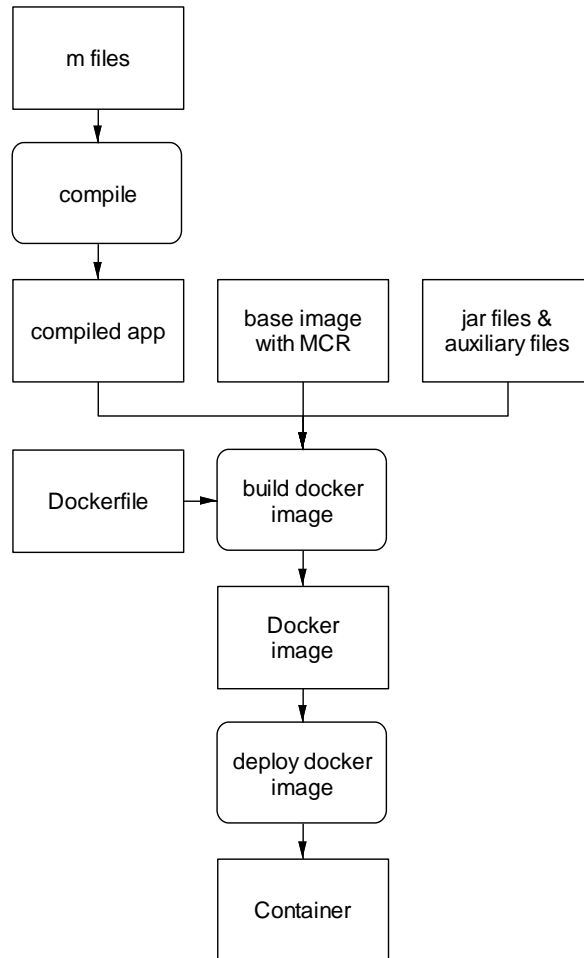 m files
compile
compiled app
base image
with MCR
jar files &
auxiliary files
Dockerfile
build docker
image
Docker
image
deploy docker
image
Container